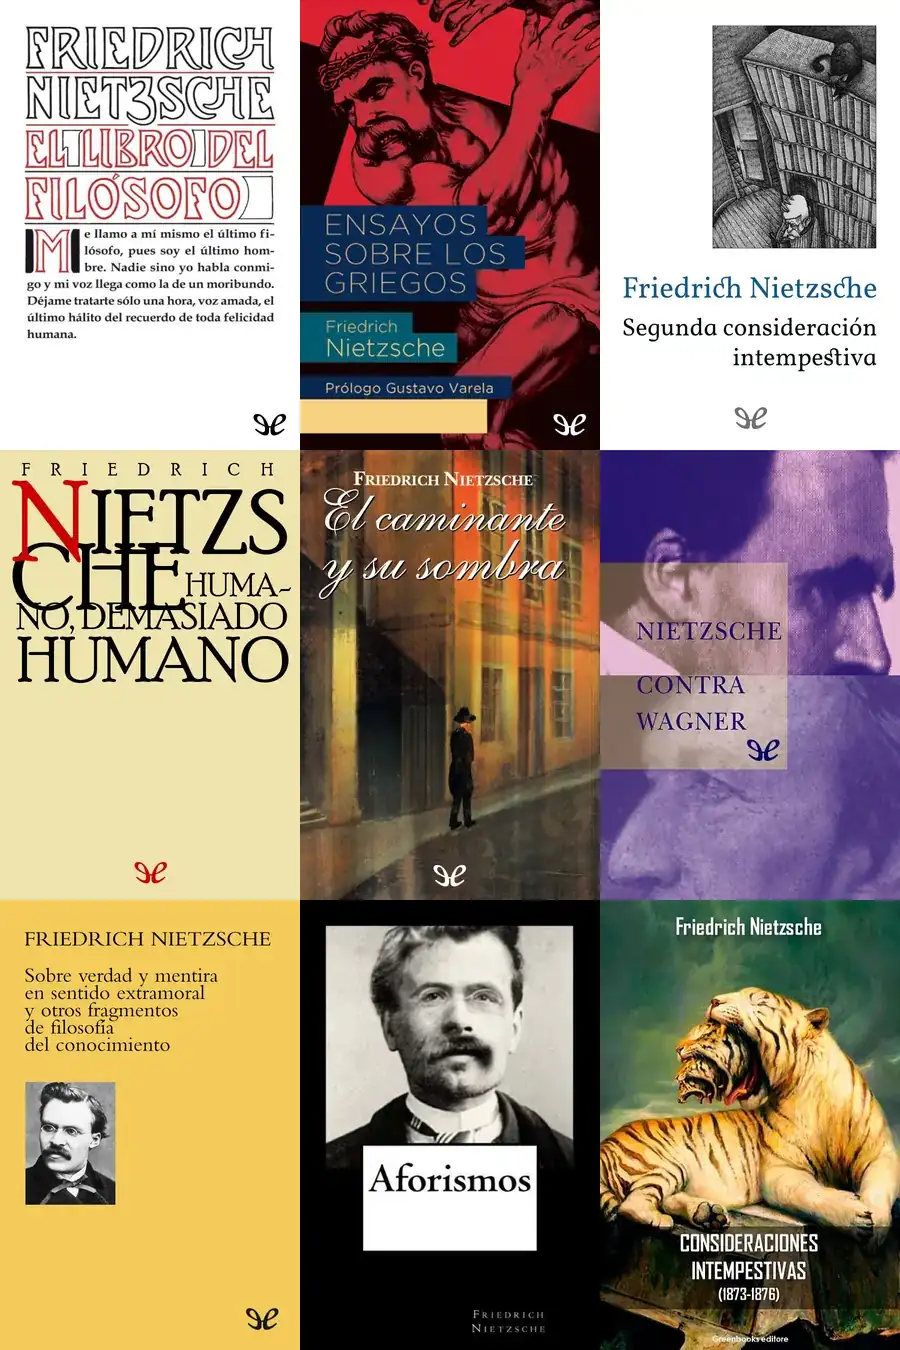 FRIEDRICH
NIETZSCHE
EL LIBRO DEL
FILÓSOFO
Me llamo a mí mismo el último fi-
lósofo, pues soy el último hom-
bre. Nadie sino yo habla conmi-
go y mi voz llega como la de un moribundo.
Déjame tratarte sólo una hora, voz amada, el
último hálito del recuerdo de toda felicidad
humana.
ENSAYOS
SOBRE LOS
GRIEGOS
Friedrich
Nietzsche
Prólogo Gustavo Varela
Friedrich Nietzsche
Segunda consideración
intempestiva
FRIEDRICH
NIETZS
CHE HUMA-
NO, DEMASIADO
HUMANO
FRIEDRICH NIETZSCHE
El caminante
y su sombra
NIETZSCHE
CONTRA
WAGNER
FRIEDRICH NIETZSCHE
Sobre verdad y mentira
en sentido extramoral
y otros fragmentos
de filosofía
del conocimiento
Aforismos
FRIEDRICH
NIETZSCHE
Friedrich Nietzsche
CONSIDERACIONES
INTEMPESTIVAS
(1873-1876)
Greenbooks editore